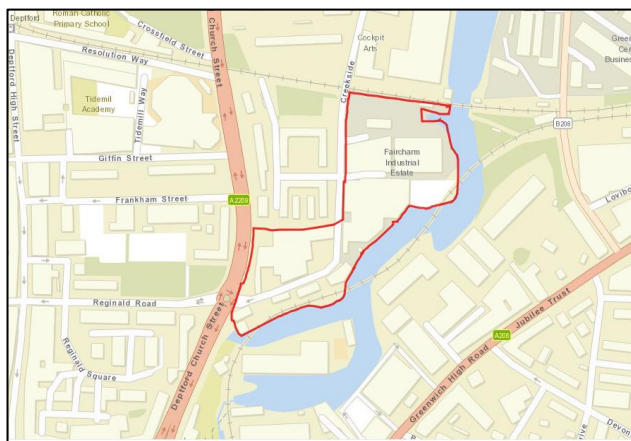 Deptford
Roman Catholic
Primary School
Crossfield Street
Resolution Way
Church Street
Cockpit
Arts
Creekside
Deptford High Street
Tidemill
Academy
Tidemill Way
Giffin Street
Frankham Street
A2209
Faircharm
Industrial
Estate
B208
Business
Reginald Road
Reginald Square
Deptford Church Street
A206
Greenwich High Road
Jubilee Trust